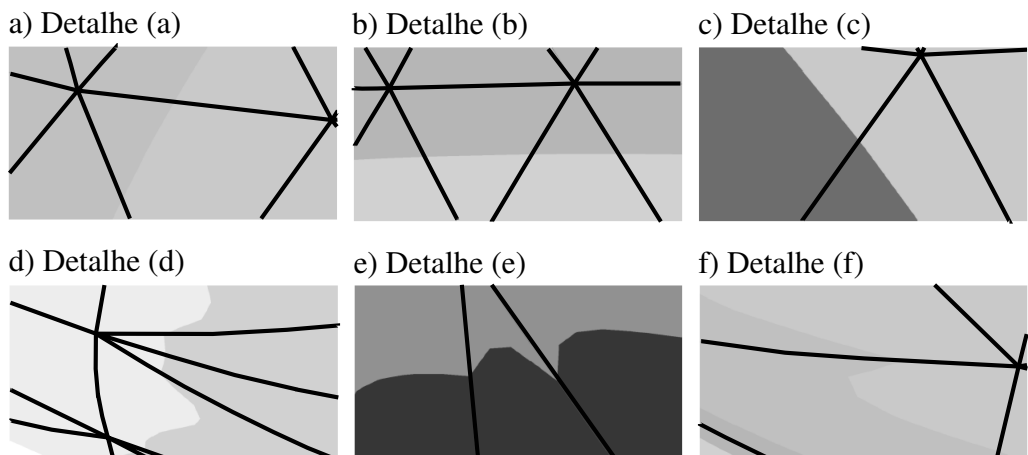 a) Detalhe (a)
b) Detalhe (b)
c) Detalhe (c)
d) Detalhe (d)
e) Detalhe (e)
f) Detalhe (f)